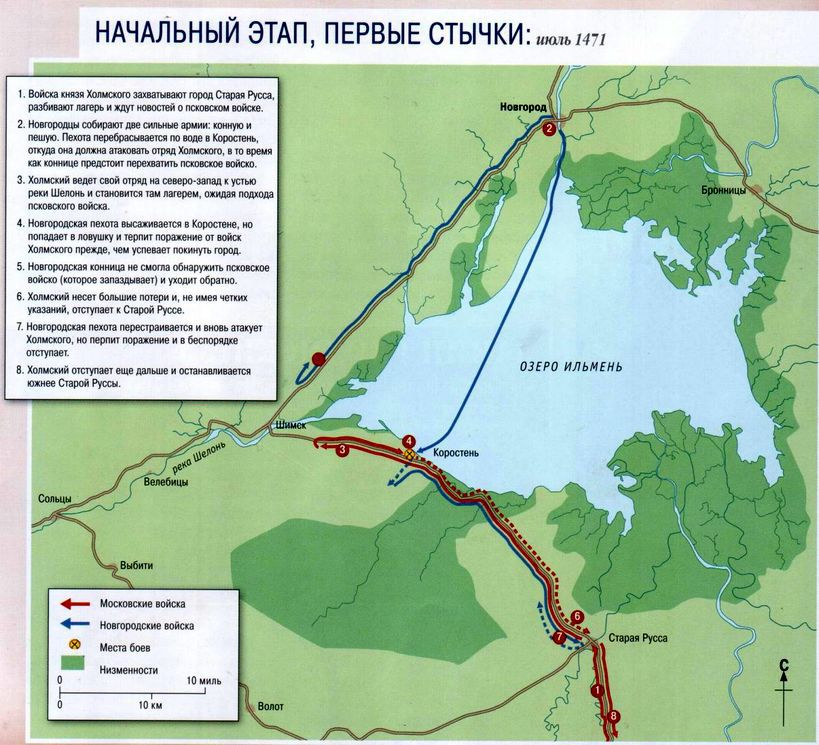 НАЧАЛЬНЫЙ ЭТАП, ПЕРВЫЕ СТЫЧКИ: июль 1471
1. Войска князя Холмского захватывают город Старая Русса,
разбивают лагерь и ждут новостей о псковском войске.
2. Новгородцы собирают две сильные армии: конную и
пешую. Пехота перебрасывается по воде в Коростень,
откуда она должна атаковать отряд Холмского, в то время
как коннице предстоит перехватить псковское войско.
3. Холмский ведет свой отряд на северо-запад к устью
реки Шелонь и становится там лагерем, ожидая подхода
псковского войска.
4. Новгородская пехота высаживается в Коростене, но
попадает в ловушку и терпит поражение от войск
Холмского прежде, чем успевает покинуть город.
5. Новгородская конница не смогла обнаружить псковское
войско (которое запаздывает) и уходит обратно.
6. Холмский несет большие потери и, не имея четких
указаний, отступает к Старой Руссе.
7. Новгородская пехота перестраивается и вновь атакует
Холмского, но перпит поражение и в беспорядке
отступает.
8. Холмский отступает еще дальше и останавливается
южнее Старой Руссы.
Новгород
2
Бронницы
ОЗЕРО ИЛЬМЕНЬ
Шимск
4
3
Коростень
река Шелонь
Велебицы
Сольцы
Выбити
6
7
Старая Русса
1
8
Волот
С
Московские войска
Новгородские войска
Места боев
Низменности
0 10 миль
0 10 км